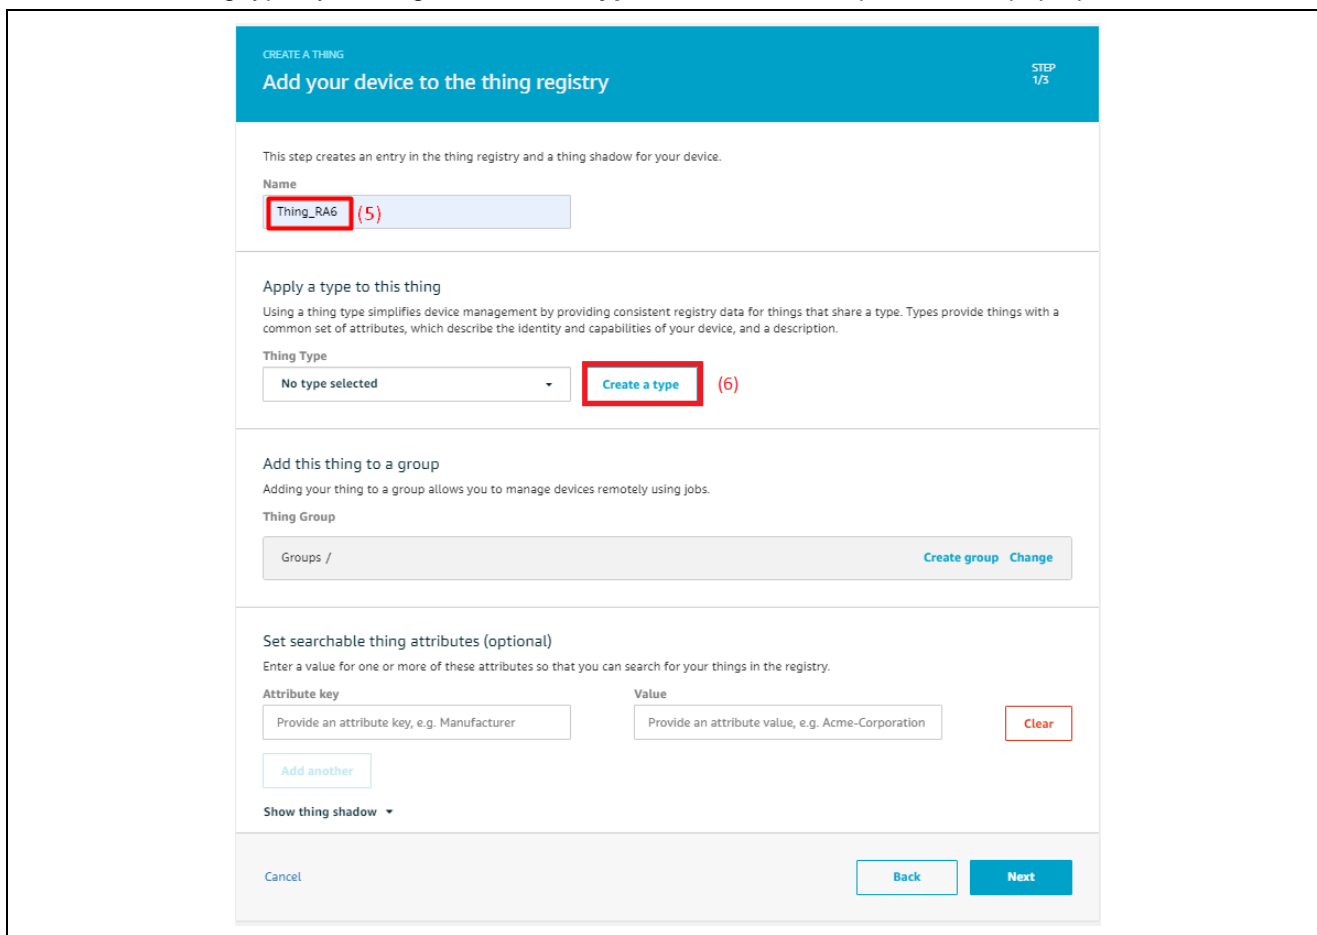 CREATE A THING
Add your device to the thing registry
STEP
1/3
This step creates an entry in the thing registry and a thing shadow for your device.
Name
Thing_RA6 (5)
Apply a type to this thing
Using a thing type simplifies device management by providing consistent registry data for things that share a type. Types provide things with a
common set of attributes, which describe the identity and capabilities of your device, and a description.
Thing Type
No type selected Create a type (6)
Add this thing to a group
Adding your thing to a group allows you to manage devices remotely using jobs.
Thing Group
Groups / Create group Change
Set searchable thing attributes (optional)
Enter a value for one or more of these attributes so that you can search for your things in the registry.
Attribute key Value
Provide an attribute key, e.g. Manufacturer Provide an attribute value, e.g. Acme-Corporation Clear
Add another
Show thing shadow
Cancel Back Next